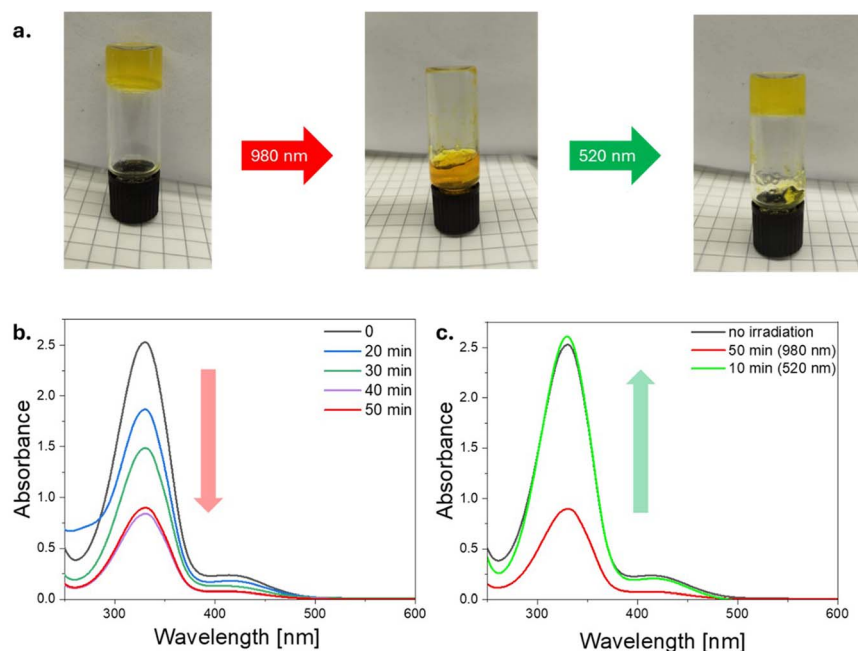 a.
980 nm
520 nm
b.
0
20 min
30 min
40 min
50 min
2.5
2.0
1.5
1.0
0.5
0.0
300
400
500
600
Absorbance
Wavelength [nm]
c.
no irradiation
50 min (980 nm)
10 min (520 nm)
2.5
2.0
1.5
1.0
0.5
0.0
300
400
500
600
Absorbance
Wavelength [nm]